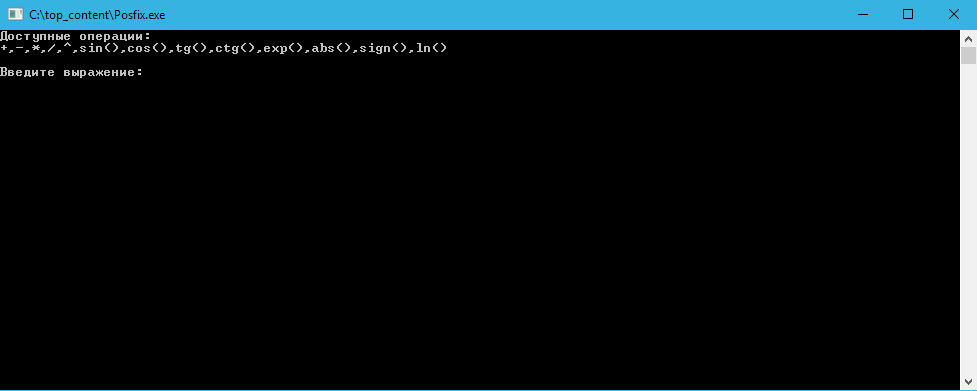 C:\top_content\Posfix.exe
Доступные операции:
+,-,*,/,^,sin(),cos(),tg(),ctg(),exp(),abs(),sign(),ln()
Введите выражение: